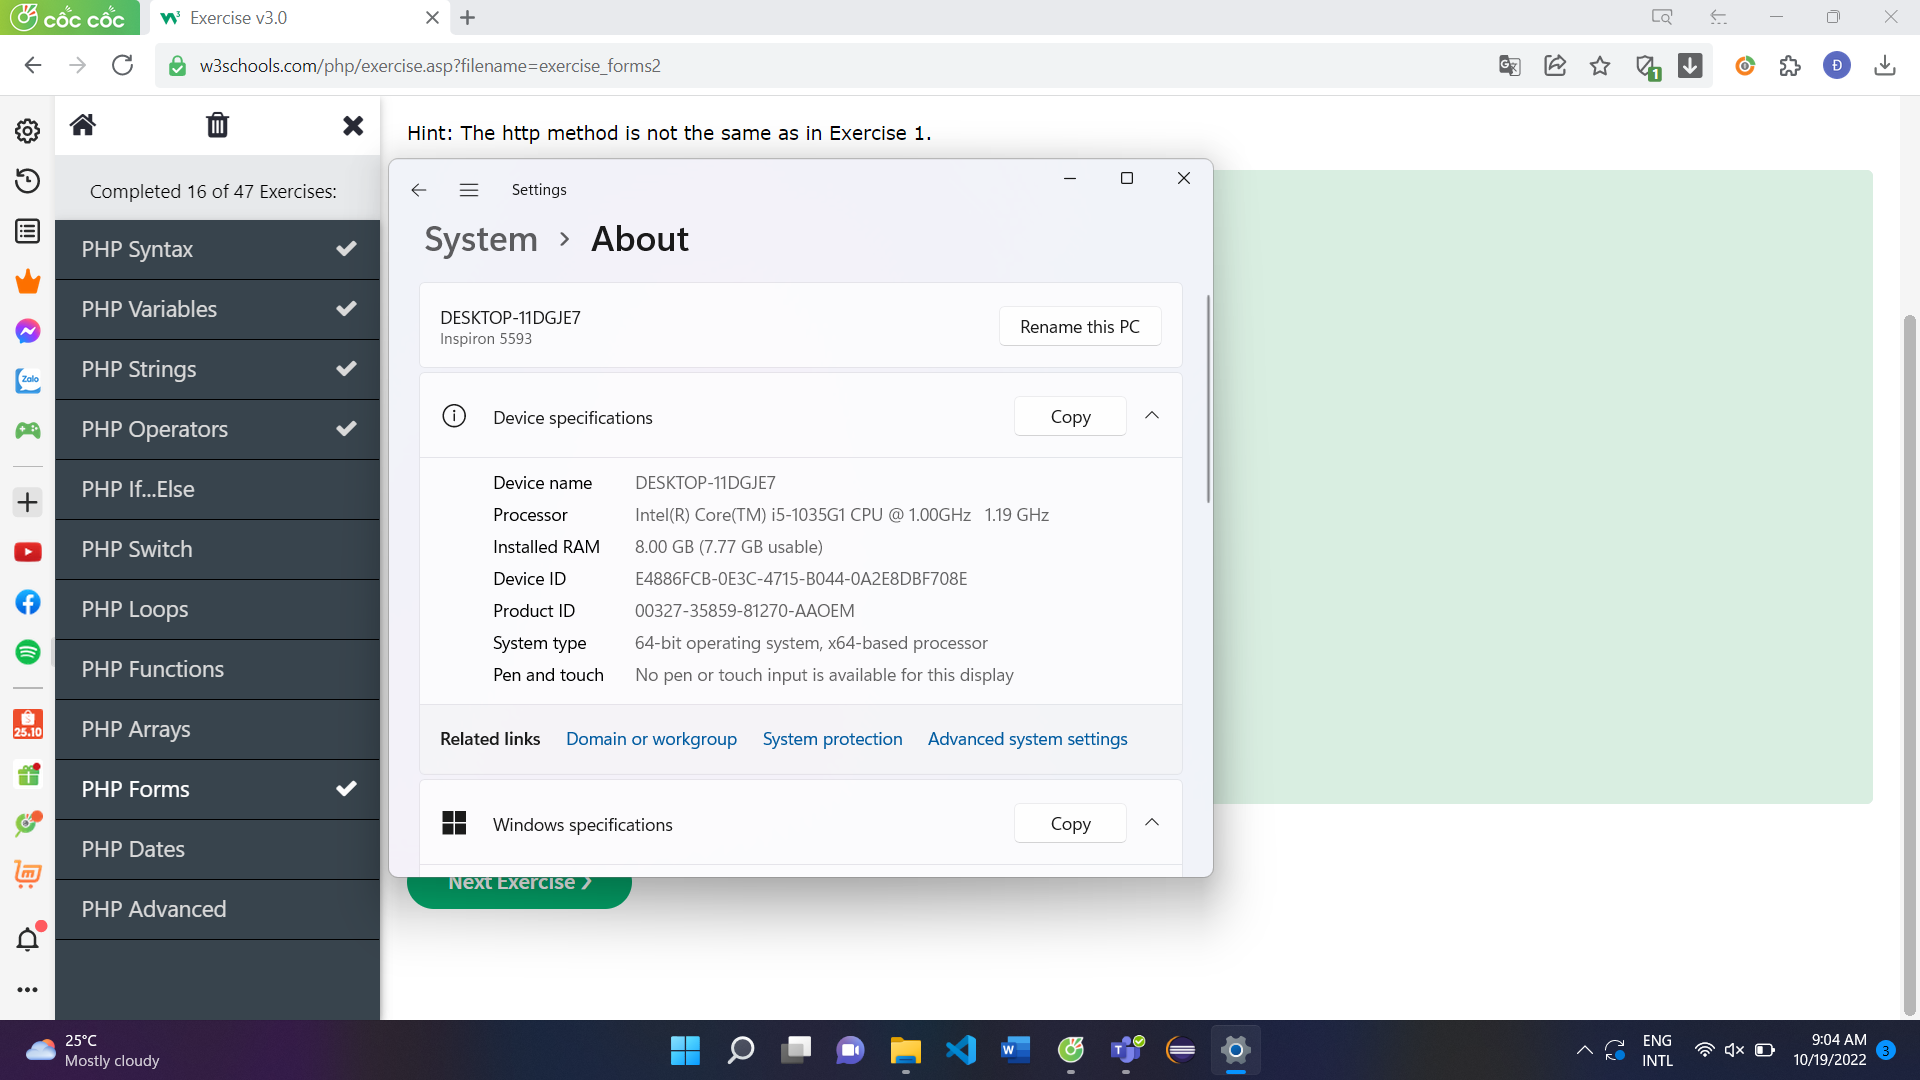 cốc cốc
Exercise v3.0
w3schools.com/php/exercise.asp?filename=exercise_forms2
1
Đ
Completed 16 of 47 Exercises:
PHP Syntax
PHP Variables
PHP Strings
PHP Operators
PHP If...Else
PHP Switch
PHP Loops
PHP Functions
PHP Arrays
PHP Forms
PHP Dates
PHP Advanced
Zalo
25.10
Hint: The http method is not the same as in Exercise 1.
Settings
System > About
DESKTOP-11DGJE7
Inspiron 5593
Rename this PC
Device specifications
Copy
Device name DESKTOP-11DGJE7
Processor Intel(R) Core(TM) i5-1035G1 CPU @ 1.00GHz 1.19 GHz
Installed RAM 8.00 GB (7.77 GB usable)
Device ID E4886FCB-0E3C-4715-B044-0A2E8DBF708E
Product ID 00327-35859-81270-AAOEM
System type 64-bit operating system, x64-based processor
Pen and touch No pen or touch input is available for this display
Related links Domain or workgroup System protection Advanced system settings
Windows specifications
Copy
Next Exercise ❯
25°C
Mostly cloudy
ENG
INTL
9:04 AM
10/19/2022
3